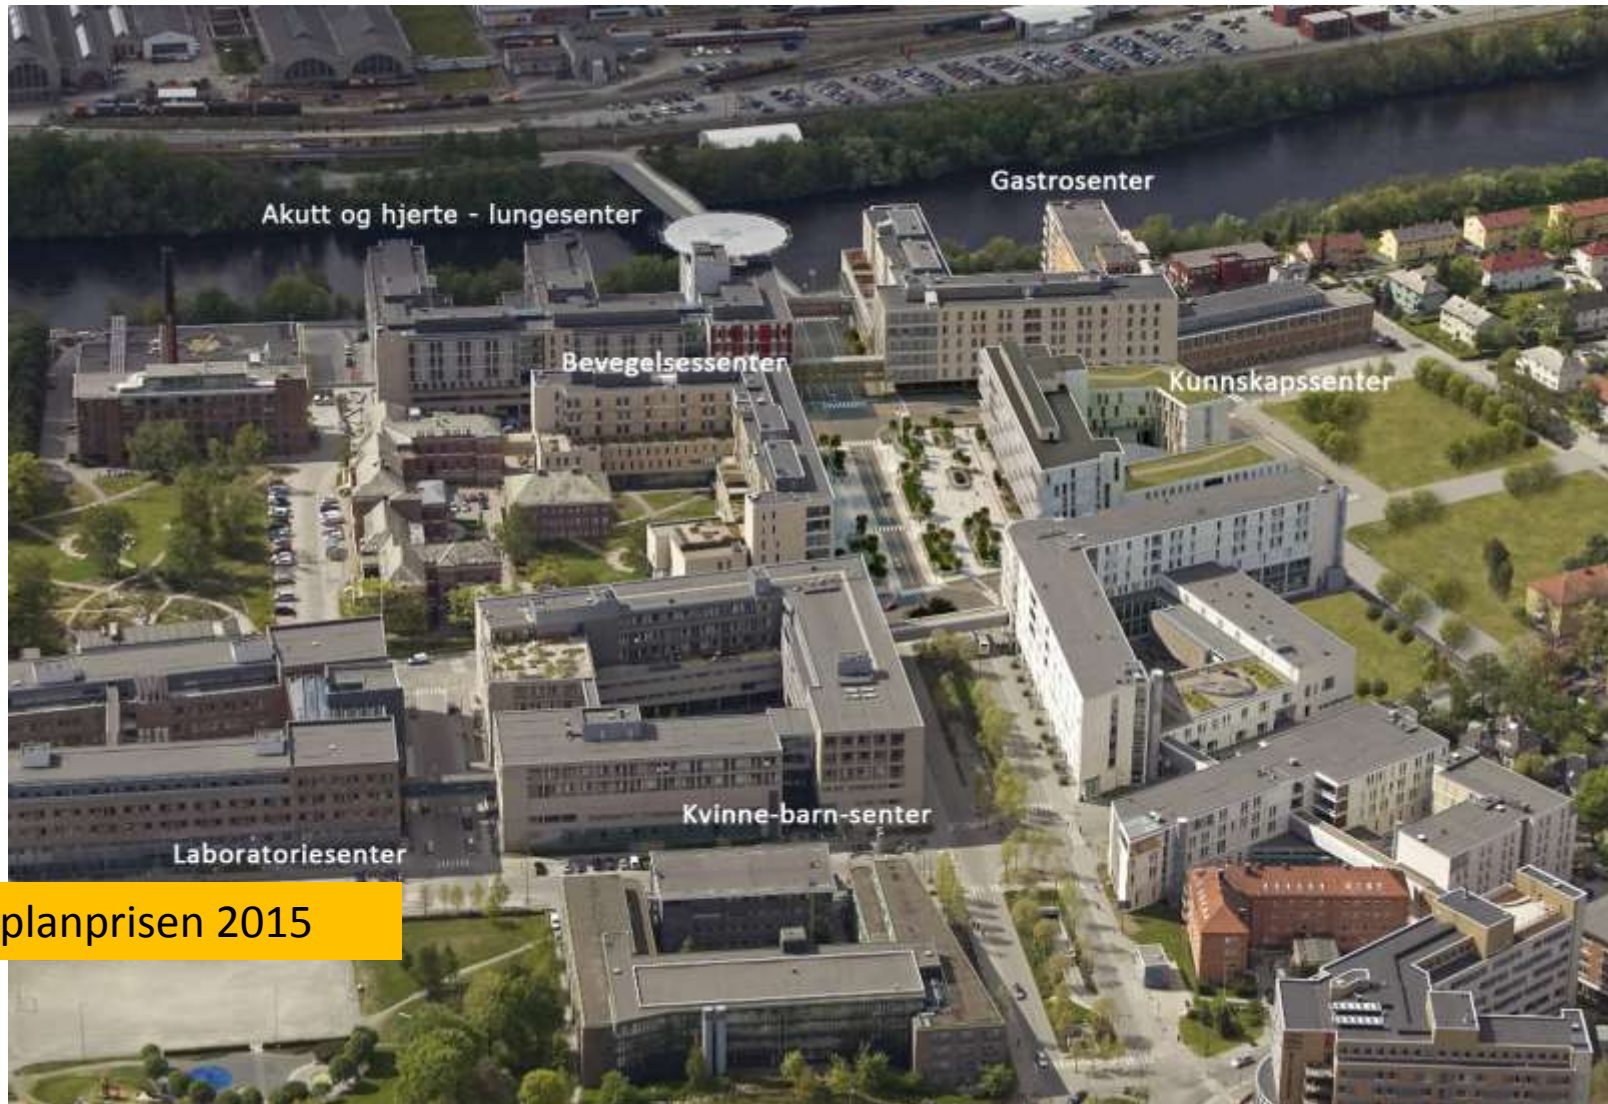 Gastrosenter
Akutt og hjerte - lungesenter
Bevegelsessenter
Kunnskapssenter
Kvinne-barn-senter
Laboratoriesenter
planprisen 2015